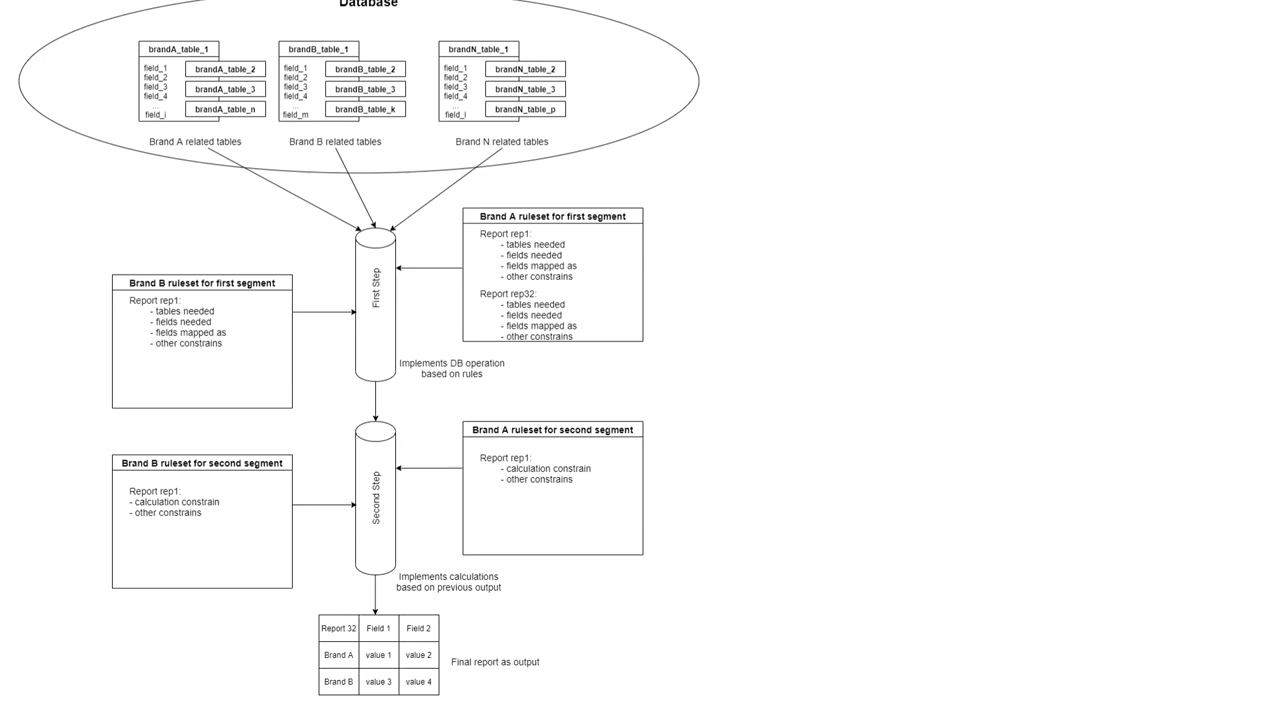 Database
brandA_table_1
field_1
field_2
field_3
field_4
...
field_i
brandA_table_2
brandA_table_3
brandA_table_n
Brand A related tables
brandB_table_1
field_1
field_2
field_3
field_4
...
field_m
brandB_table_2
brandB_table_3
brandB_table_k
Brand B related tables
brandN_table_1
field_1
field_2
field_3
field_4
...
field_l
brandN_table_2
brandN_table_3
brandN_table_p
Brand N related tables
Brand A ruleset for first segment
Report rep1:
- tables needed
- fields needed
- fields mapped as
- other constrains
Report rep32:
- tables needed
- fields needed
- fields mapped as
- other constrains
First Step
Brand B ruleset for first segment
Report rep1:
- tables needed
- fields needed
- fields mapped as
- other constrains
Implements DB operation
based on rules
Brand A ruleset for second segment
Report rep1:
- calculation constrain
- other constrains
Second Step
Brand B ruleset for second segment
Report rep1:
- calculation constrain
- other constrains
Implements calculations
based on previous output
Report 32 Field 1 Field 2
Brand A value 1 value 2
Brand B value 3 value 4
Final report as output